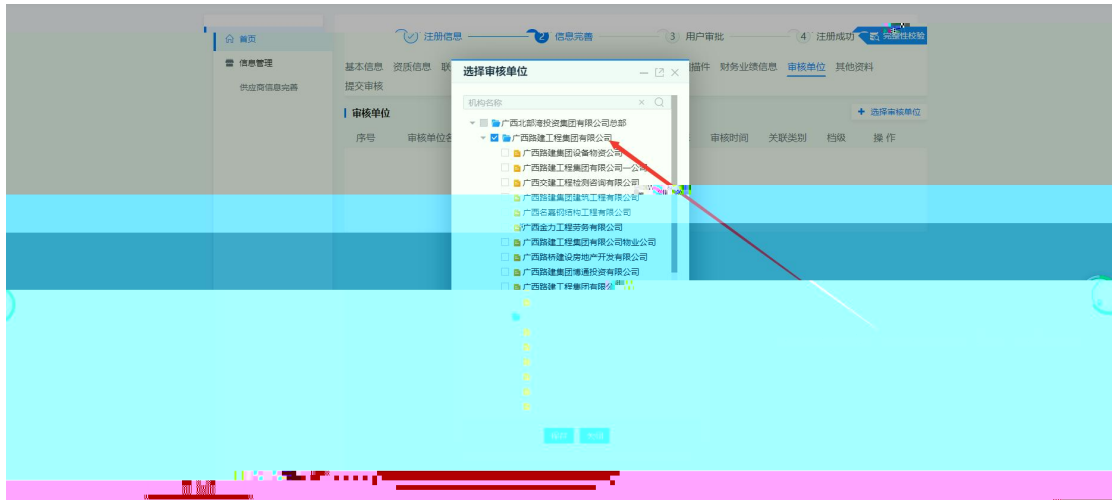 首页
注册信息
2 信息完善
3 用户审批
4 注册成功
完整性校验
信息管理
供应商信息完善
基本信息 资质信息 联
描件 财务业绩信息 审核单位 其他资料
提交审核
选择审核单位
机构名称
审核单位
+ 选择审核单位
序号 审核单位名
审核时间 关联类别 档级 操作
广西北部湾投资集团有限公司总部
广西路建工程集团有限公司
广西路建集团设备物资公司
广西路建工程集团有限公司一公司
广西交建工程检测咨询有限公司
广西路建集团建筑工程有限公司
广西名嘉钢结构工程有限公司
广西金力工程劳务有限公司
广西路建工程集团有限公司物业公司
广西路桥建设房地产开发有限公司
广西路建集团博通投资有限公司
广西路建工程集团有限公